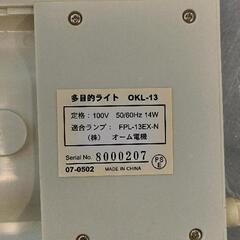 多目的ライト OKL-13
定格：100V 50/60Hz 14W
適合ランプ： FPL-13EX-N
（株） オーム電機
Serial No. 8000207
PS E
07-0502 MADE IN CHINA